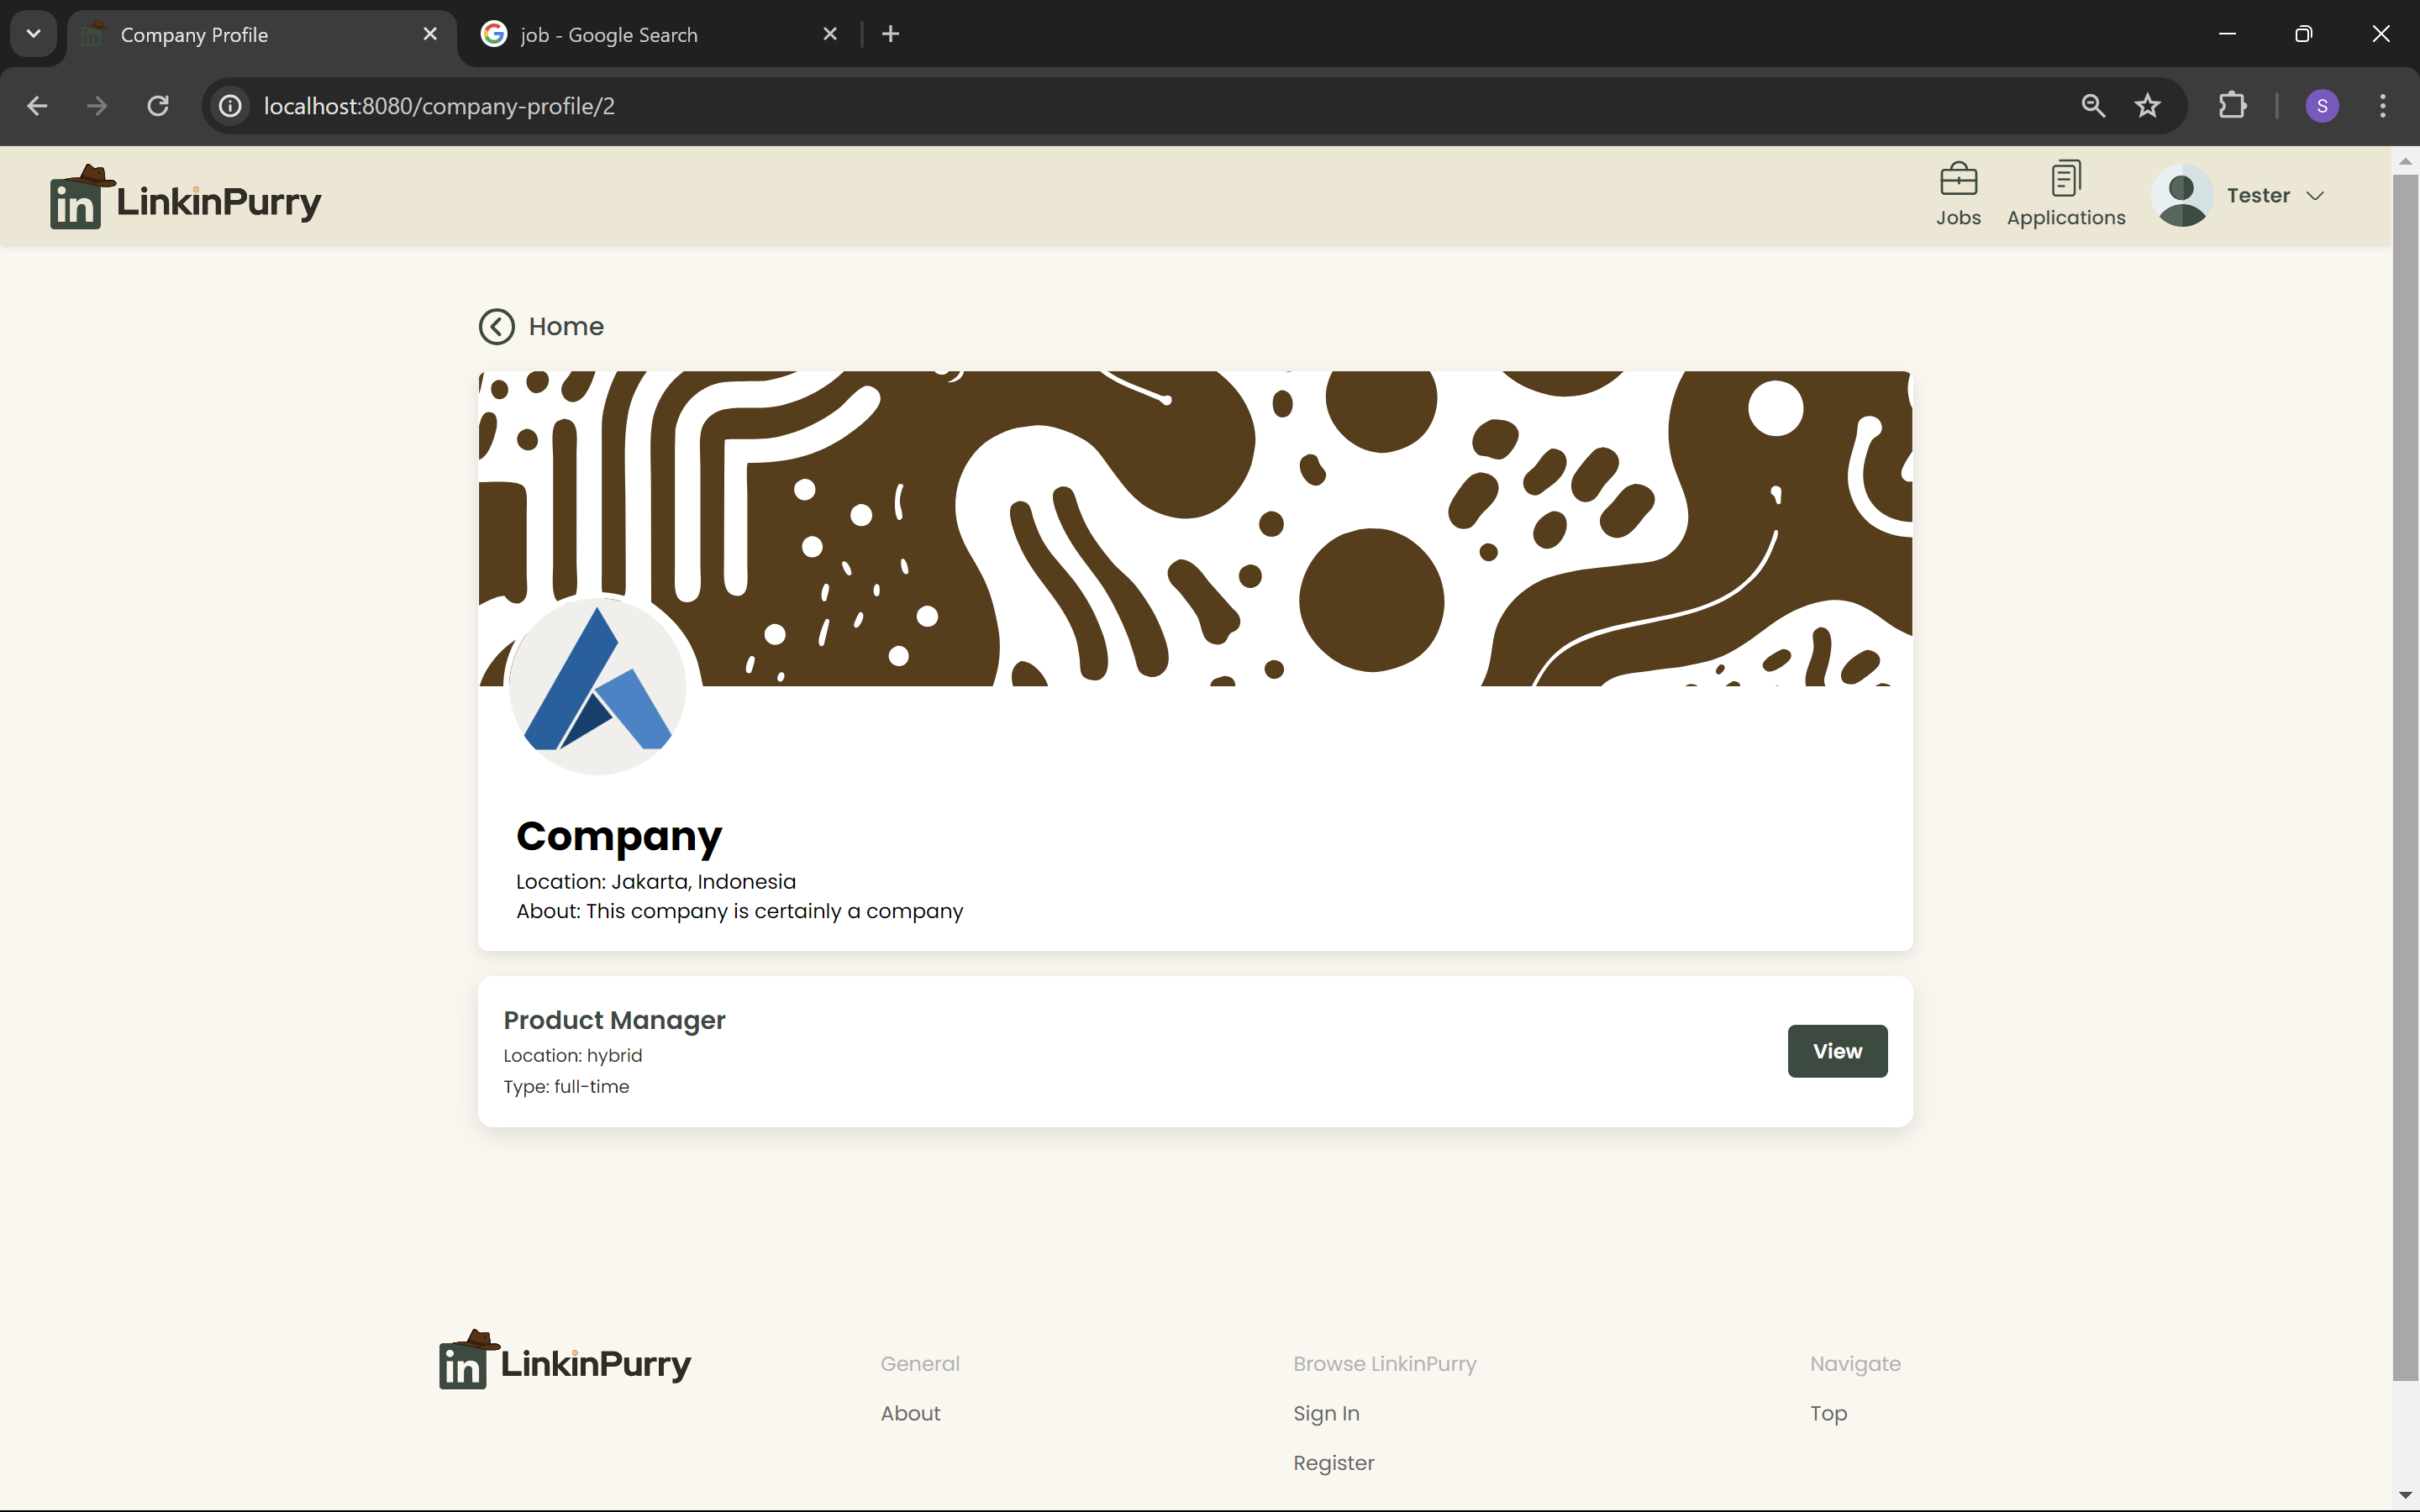 Company Profile
job - Google Search
localhost:8080/company-profile/2
S
in LinkinPurry
Jobs
Applications
Tester
Home
Company
Location: Jakarta, Indonesia
About: This company is certainly a company
Product Manager
Location: hybrid
Type: full-time
View
in LinkinPurry
General
About
Browse LinkinPurry
Sign In
Register
Navigate
Top